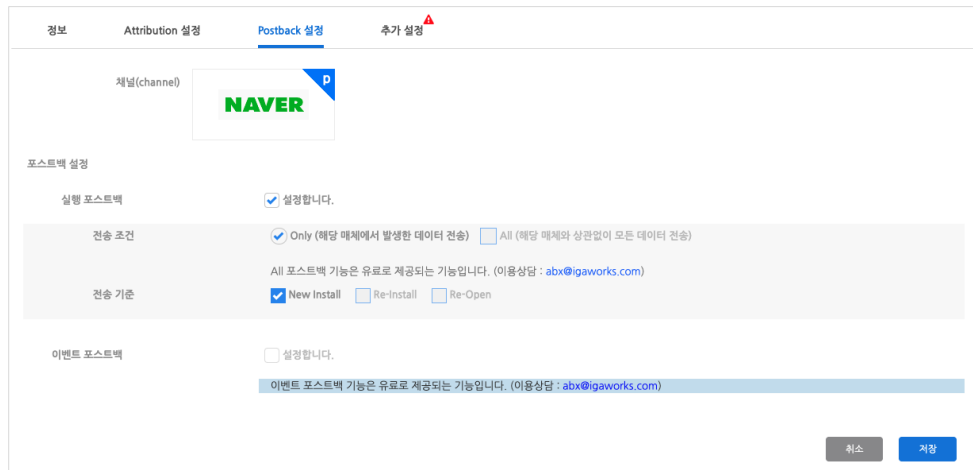 정보 Attribution 설정 Postback 설정 추가 설정
채널(channel)
p
NAVER
포스트백 설정
실행 포스트백 설정합니다.
전송 조건 Only (해당 매체에서 발생한 데이터 전송) All (해당 매체와 상관없이 모든 데이터 전송)
All 포스트백 기능은 유료로 제공되는 기능입니다. (이용상담 : abx@igaworks.com)
전송 기준 New Install Re-Install Re-Open
이벤트 포스트백 설정합니다.
이벤트 포스트백 기능은 유료로 제공되는 기능입니다. (이용상담 : abx@igaworks.com)
취소 저장